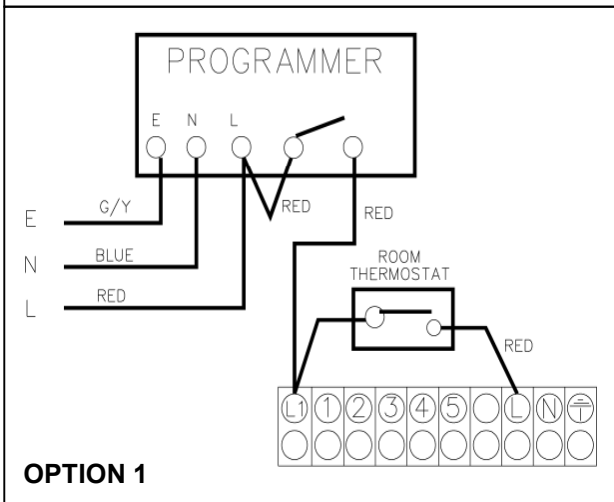 PROGRAMMER
E N L
E G/Y
RED RED
N BLUE
ROOM
THERMOSTAT
L RED
RED
L1 1 2 3 4 5 L N
OPTION 1